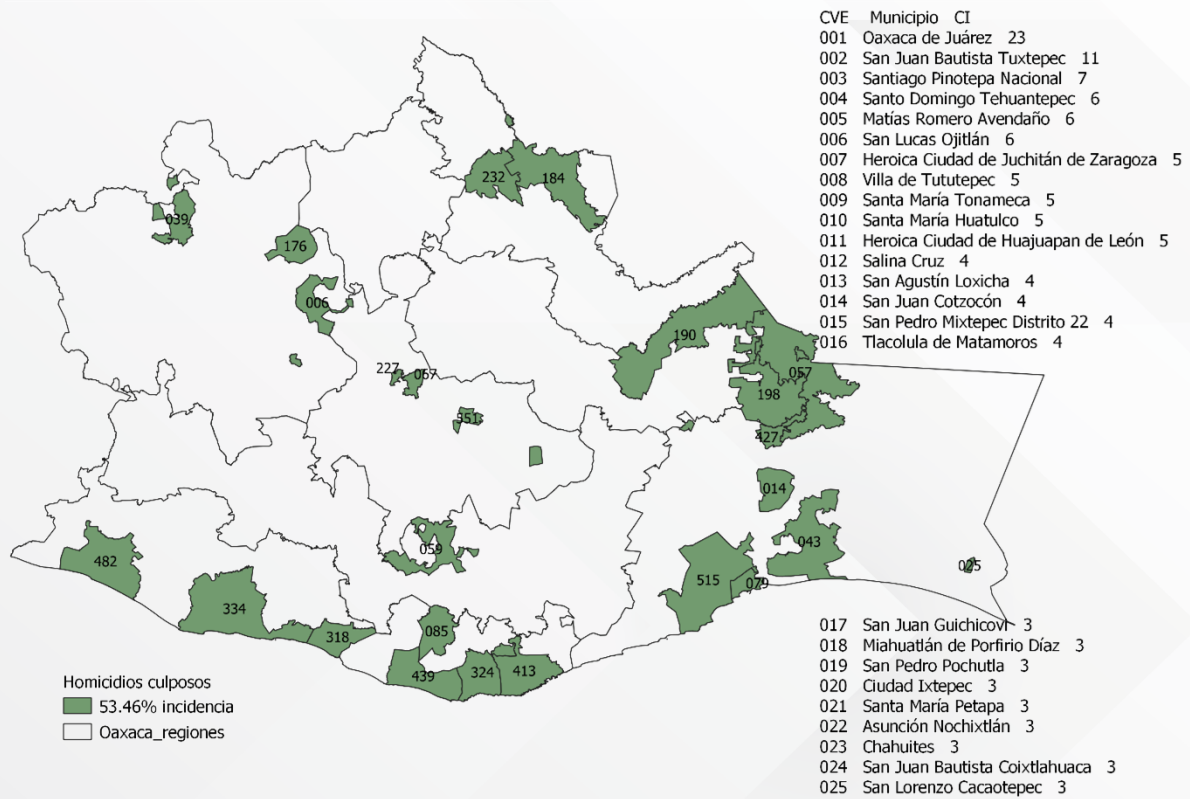 CVE Municipio CI
001 Oaxaca de Juárez 23
002 San Juan Bautista Tuxtepec 11
003 Santiago Pinotepa Nacional 7
004 Santo Domingo Tehuantepec 6
005 Matías Romero Avendaño 6
006 San Lucas Ojitlán 6
007 Heroica Ciudad de Juchitán de Zaragoza 5
008 Villa de Tututepec 5
009 Santa María Tonameca 5
010 Santa María Huatulco 5
011 Heroica Ciudad de Huajuapan de León 5
012 Salina Cruz 4
013 San Agustín Loxicha 4
014 San Juan Cotzocón 4
015 San Pedro Mixtepec Distrito 22 4
016 Tlacolula de Matamoros 4
232
184
039
176
006
190
227
067
057
198
551
427
014
059
043
482
515
079
025
334
318
085
439
324
413
017 San Juan Guichicovi 3
018 Miahuatlán de Porfirio Díaz 3
019 San Pedro Pochutla 3
020 Ciudad Ixtepec 3
021 Santa María Petapa 3
022 Asunción Nochixtlán 3
023 Chahuites 3
024 San Juan Bautista Coixtlahuaca 3
025 San Lorenzo Cacaotepec 3
Homicidios culposos
53.46% incidencia
Oaxaca_regiones